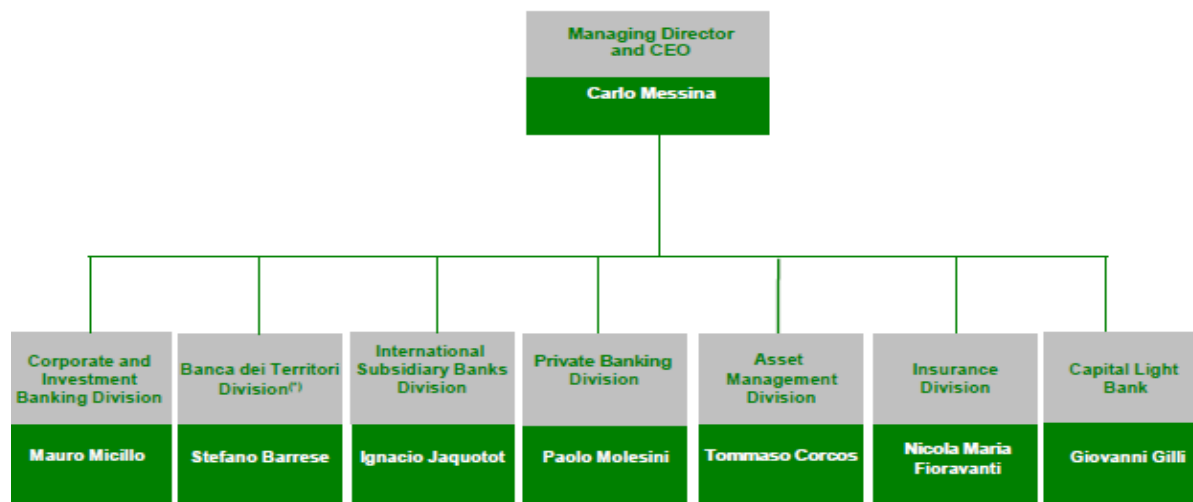 Managing Director
and CEO
Carlo Messina
Corporate and
Investment
Banking Division
Mauro Micillo
Banca dei Territori
Division(*)
Stefano Barrese
International
Subsidiary Banks
Division
Ignacio Jaquotot
Private Banking
Division
Paolo Molesini
Asset
Management
Division
Tommaso Corcos
Insurance
Division
Nicola Maria
Fioravanti
Capital Light
Bank
Giovanni Gilli